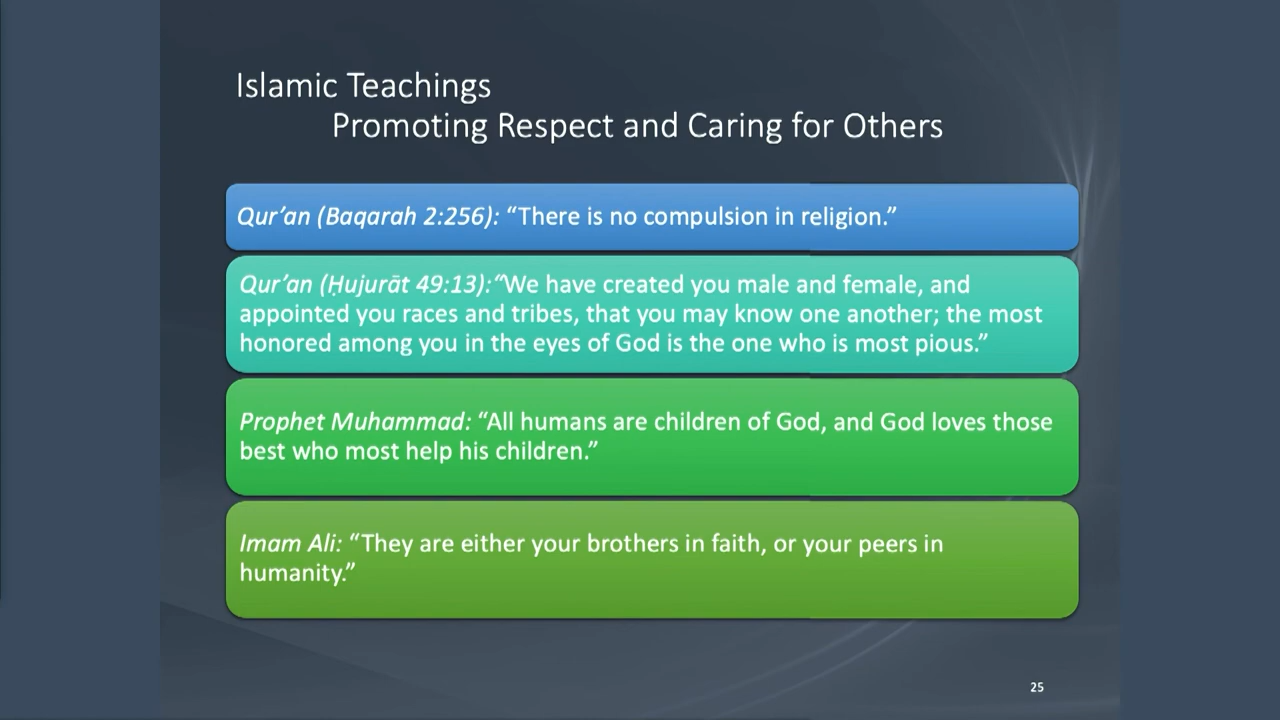 Islamic Teachings
Promoting Respect and Caring for Others
Qur’an (Baqarah 2:256): “There is no compulsion in religion.”
Qur’an (Ḥujurāt 49:13):“We have created you male and female, and
appointed you races and tribes, that you may know one another; the most
honored among you in the eyes of God is the one who is most pious.”
Prophet Muhammad: “All humans are children of God, and God loves those
best who most help his children.”
Imam Ali: “They are either your brothers in faith, or your peers in
humanity.”
25